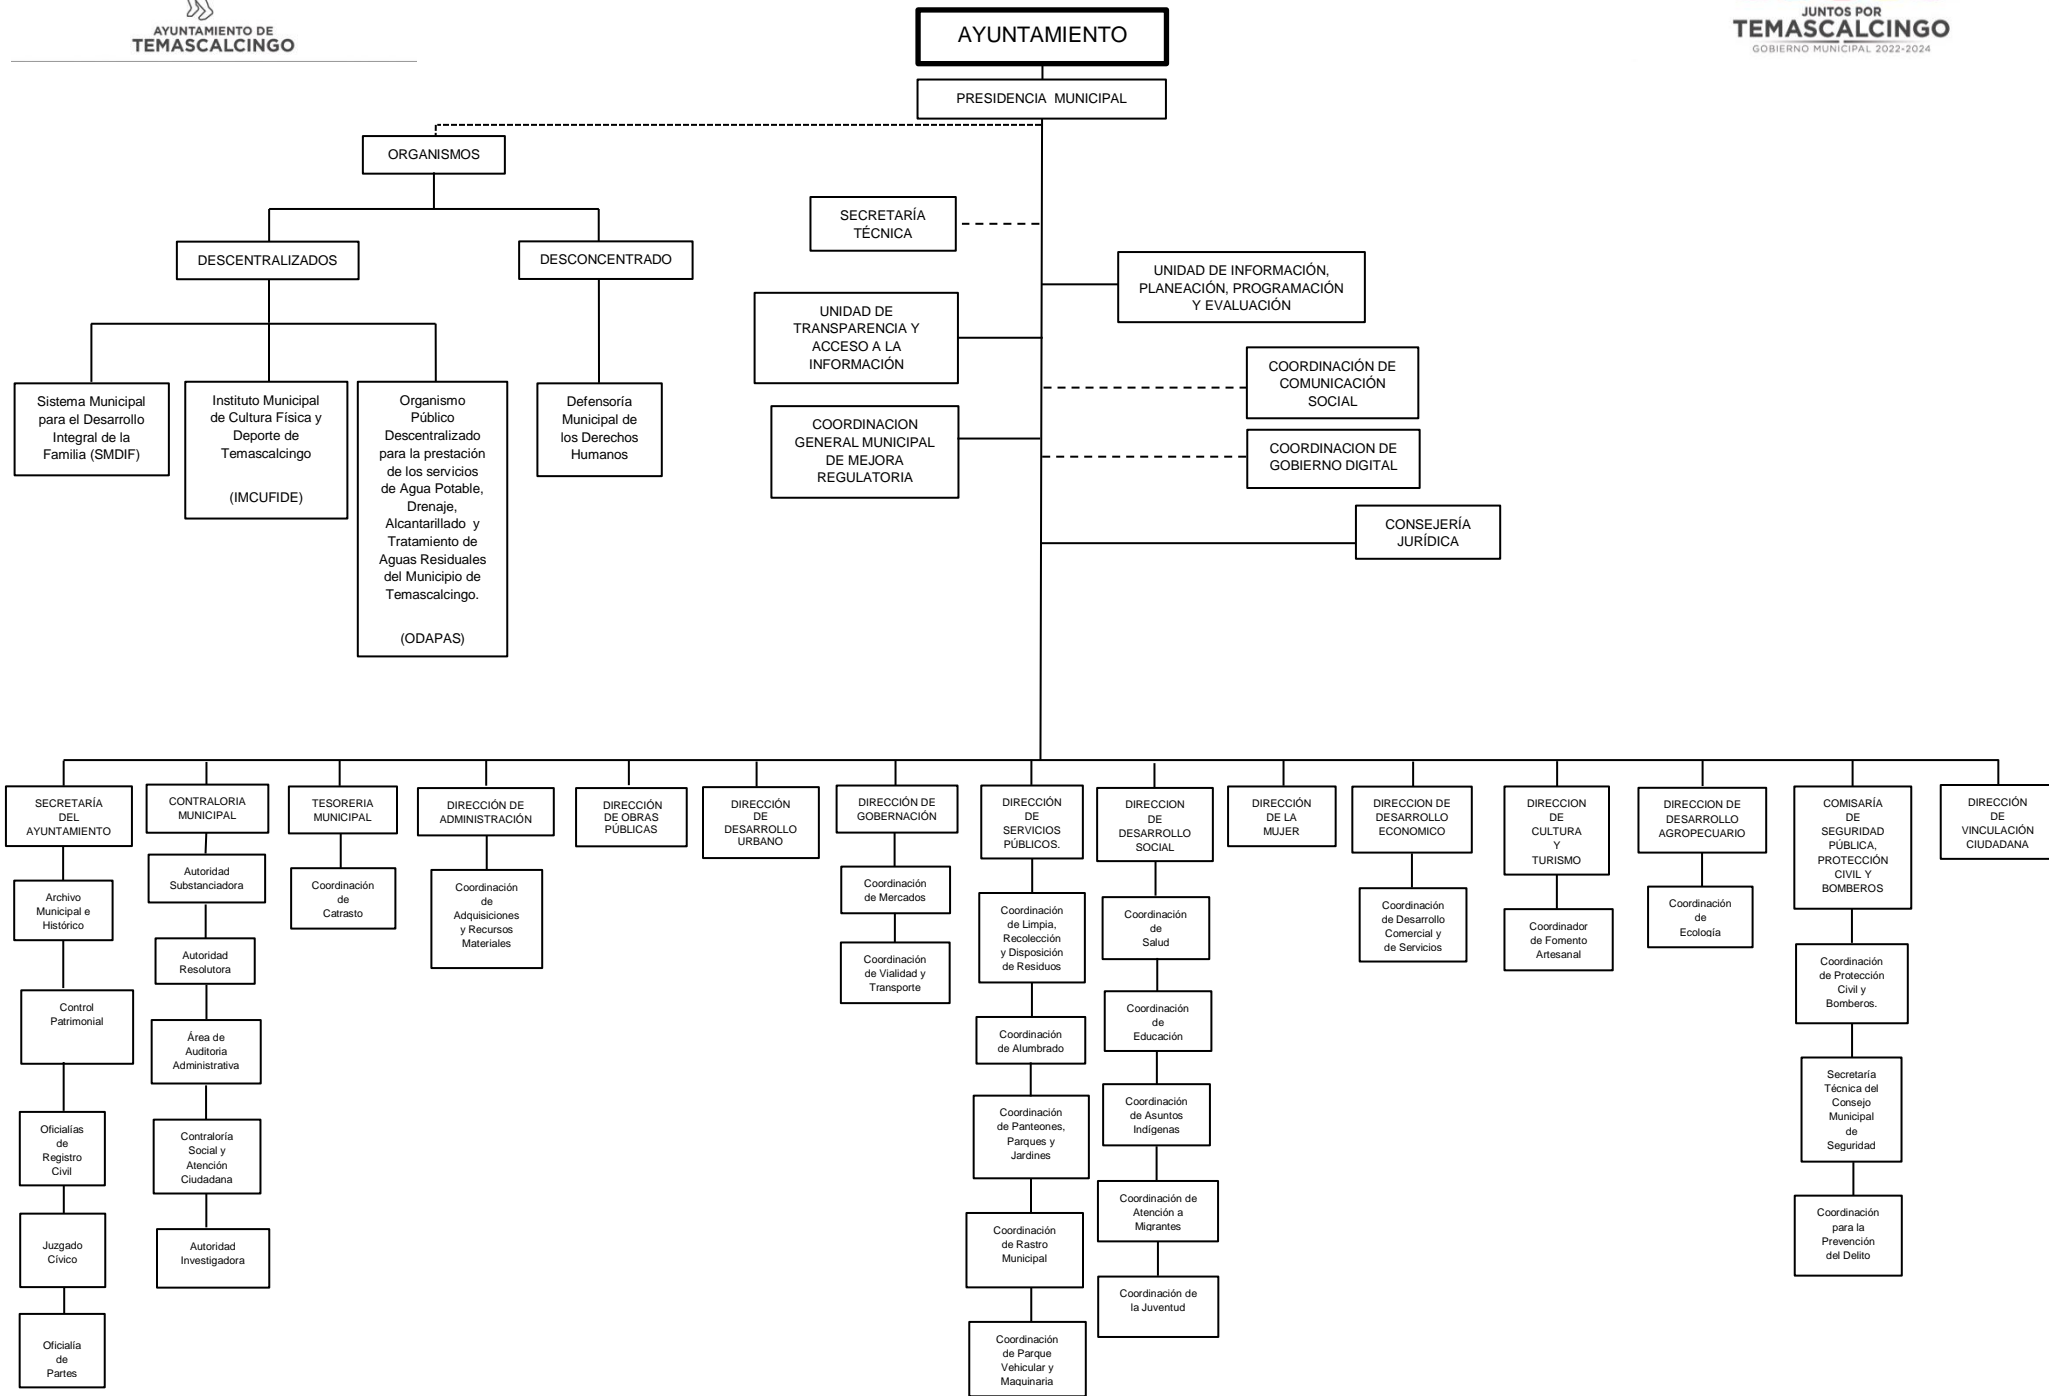 AYUNTAMIENTO DE
TEMASCALCINGO
JUNTOS POR
TEMASCALCINGO
GOBIERNO MUNICIPAL 2022-2024
AYUNTAMIENTO
PRESIDENCIA MUNICIPAL
ORGANISMOS
DESCENTRALIZADOS
DESCONCENTRADO
Sistema Municipal
para el Desarrollo
Integral de la
Familia (SMDIF)
Instituto Municipal
de Cultura Física y
Deporte de
Temascalcingo
(IMCUFIDE)
Organismo
Público
Descentralizado
para la prestación
de los servicios
de Agua Potable,
Drenaje,
Alcantarillado y
Tratamiento de
Aguas Residuales
del Municipio de
Temascalcingo.
(ODAPAS)
Defensoría
Municipal de
los Derechos
Humanos
SECRETARÍA
TÉCNICA
UNIDAD DE INFORMACIÓN,
PLANEACIÓN, PROGRAMACIÓN
Y EVALUACIÓN
UNIDAD DE
TRANSPARENCIA Y
ACCESO A LA
INFORMACIÓN
COORDINACIÓN DE
COMUNICACIÓN
SOCIAL
COORDINACION
GENERAL MUNICIPAL
DE MEJORA
REGULATORIA
COORDINACION DE
GOBIERNO DIGITAL
CONSEJERÍA
JURÍDICA
SECRETARÍA
DEL
AYUNTAMIENTO
Archivo
Municipal e
Histórico
Control
Patrimonial
Oficialías
de
Registro
Civil
Juzgado
Cívico
Oficialía
de
Partes
CONTRALORIA
MUNICIPAL
Autoridad
Substanciadora
Autoridad
Resolutora
Área de
Auditoria
Administrativa
Contraloría
Social y
Atención
Ciudadana
Autoridad
Investigadora
TESORERIA
MUNICIPAL
Coordinación
de
Catrasto
DIRECCIÓN DE
ADMINISTRACIÓN
Coordinación
de
Adquisiciones
y Recursos
Materiales
DIRECCIÓN
DE OBRAS
PÚBLICAS
DIRECCIÓN
DE
DESARROLLO
URBANO
DIRECCIÓN DE
GOBERNACIÓN
Coordinación
de Mercados
Coordinación
de Vialidad y
Transporte
DIRECCIÓN
DE
SERVICIOS
PÚBLICOS.
Coordinación
de Limpia,
Recolección
y Disposición
de Residuos
Coordinación
de Alumbrado
Coordinación
de Panteones,
Parques y
Jardines
Coordinación
de Rastro
Municipal
Coordinación
de Parque
Vehicular y
Maquinaria
DIRECCION
DE
DESARROLLO
SOCIAL
Coordinación
de
Salud
Coordinación
de
Educación
Coordinación
de Asuntos
Indígenas
Coordinación de
Atención a
Migrantes
Coordinación de
la Juventud
DIRECCIÓN
DE LA
MUJER
DIRECCION DE
DESARROLLO
ECONOMICO
Coordinación
de Desarrollo
Comercial y
de Servicios
DIRECCION
DE
CULTURA
Y
TURISMO
Coordinador
de Fomento
Artesanal
DIRECCION DE
DESARROLLO
AGROPECUARIO
Coordinación
de
Ecología
COMISARÍA
DE
SEGURIDAD
PÚBLICA,
PROTECCIÓN
CIVIL Y
BOMBEROS
Coordinación
de Protección
Civil y
Bomberos.
Secretaría
Técnica del
Consejo
Municipal
de
Seguridad
Coordinación
para la
Prevención
del Delito
DIRECCIÓN
DE
VINCULACIÓN
CIUDADANA